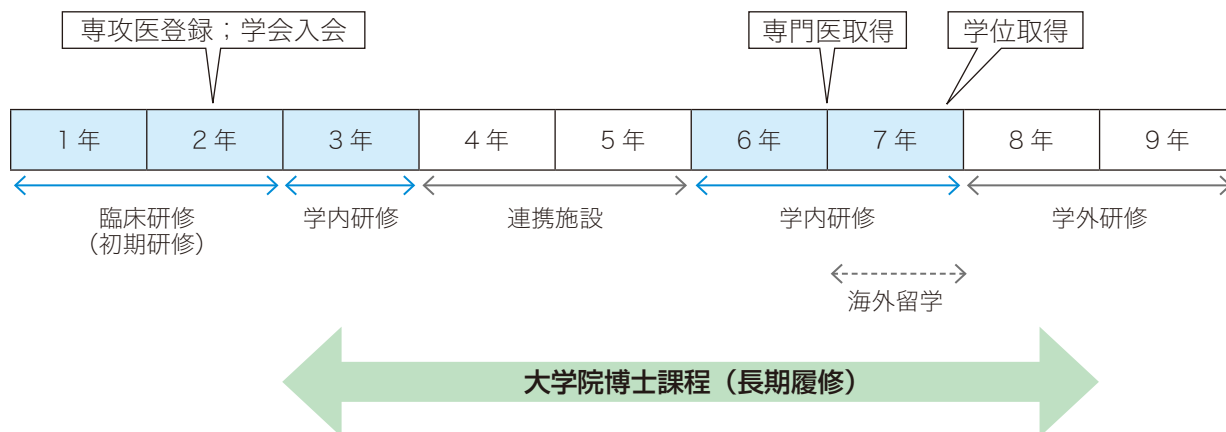 専攻医登録；学会入会
専門医取得
学位取得
1年
2年
3年
4年
5年
6年
7年
8年
9年
臨床研修
（初期研修）
学内研修
連携施設
学内研修
学外研修
海外留学
大学院博士課程（長期履修）